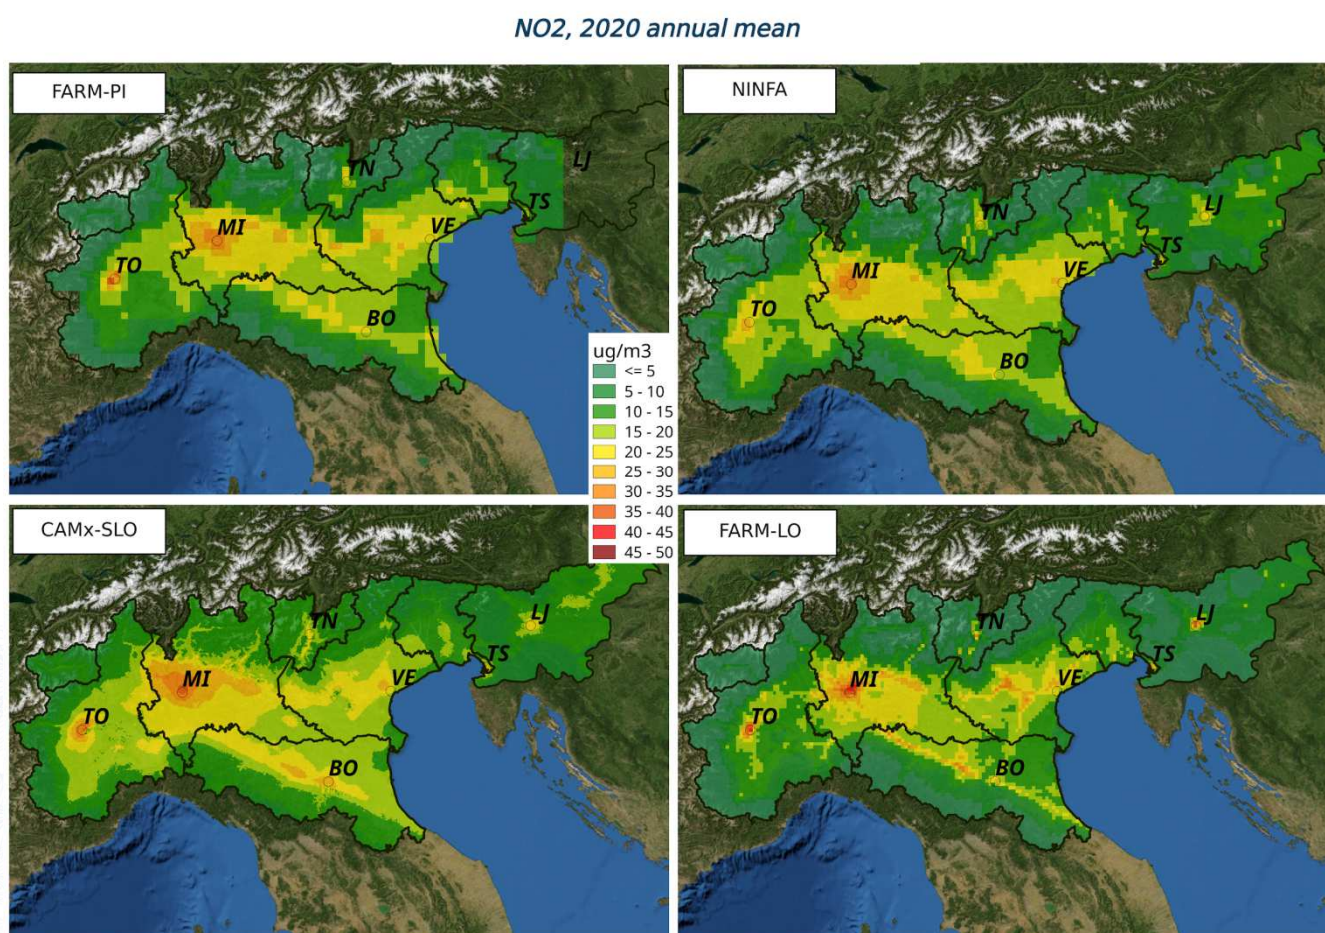 NO2, 2020 annual mean
FARM-PI
TN
LJ
MI
VE
TS
TO
BO
NINFA
TN
LJ
MI
VE
TS
TO
BO
ug/m3
<= 5
5 - 10
10 - 15
15 - 20
20 - 25
25 - 30
30 - 35
35 - 40
40 - 45
45 - 50
CAMx-SLO
TN
LJ
MI
VE
TS
TO
BO
FARM-LO
TN
LJ
MI
VE
TS
TO
BO